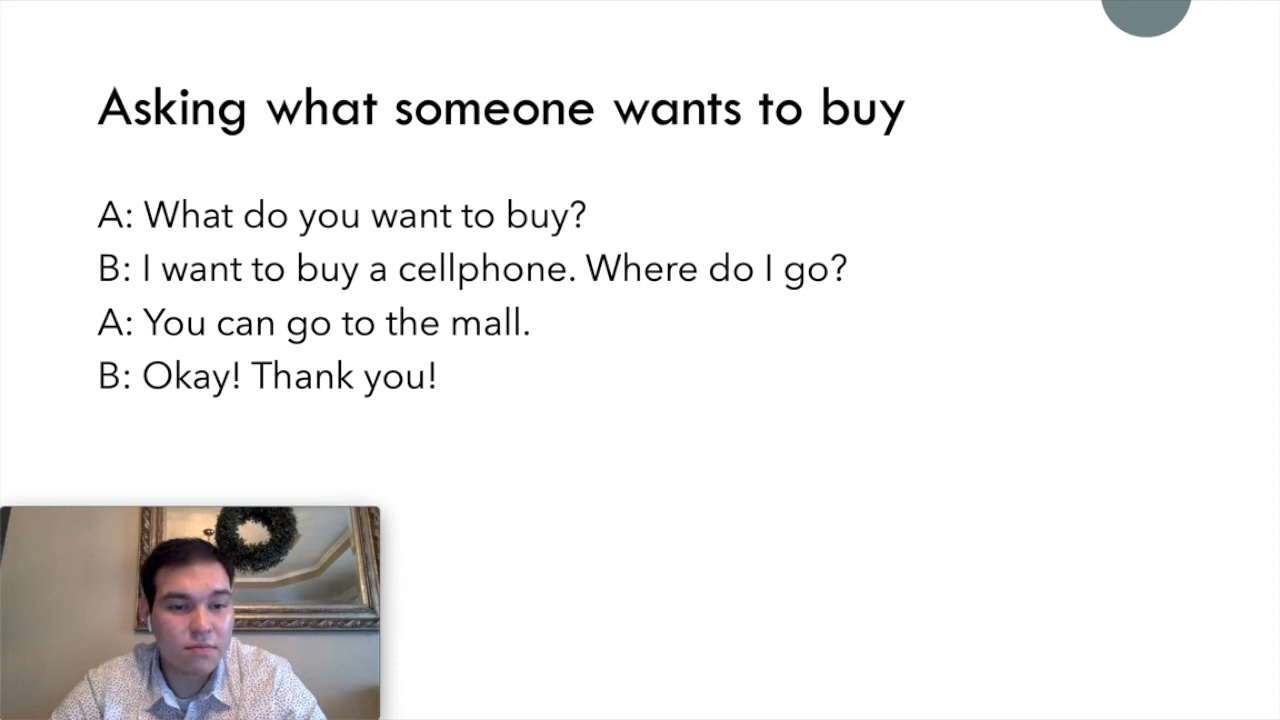 Asking what someone wants to buy
A: What do you want to buy?
B: I want to buy a cellphone. Where do I go?
A: You can go to the mall.
B: Okay! Thank you!